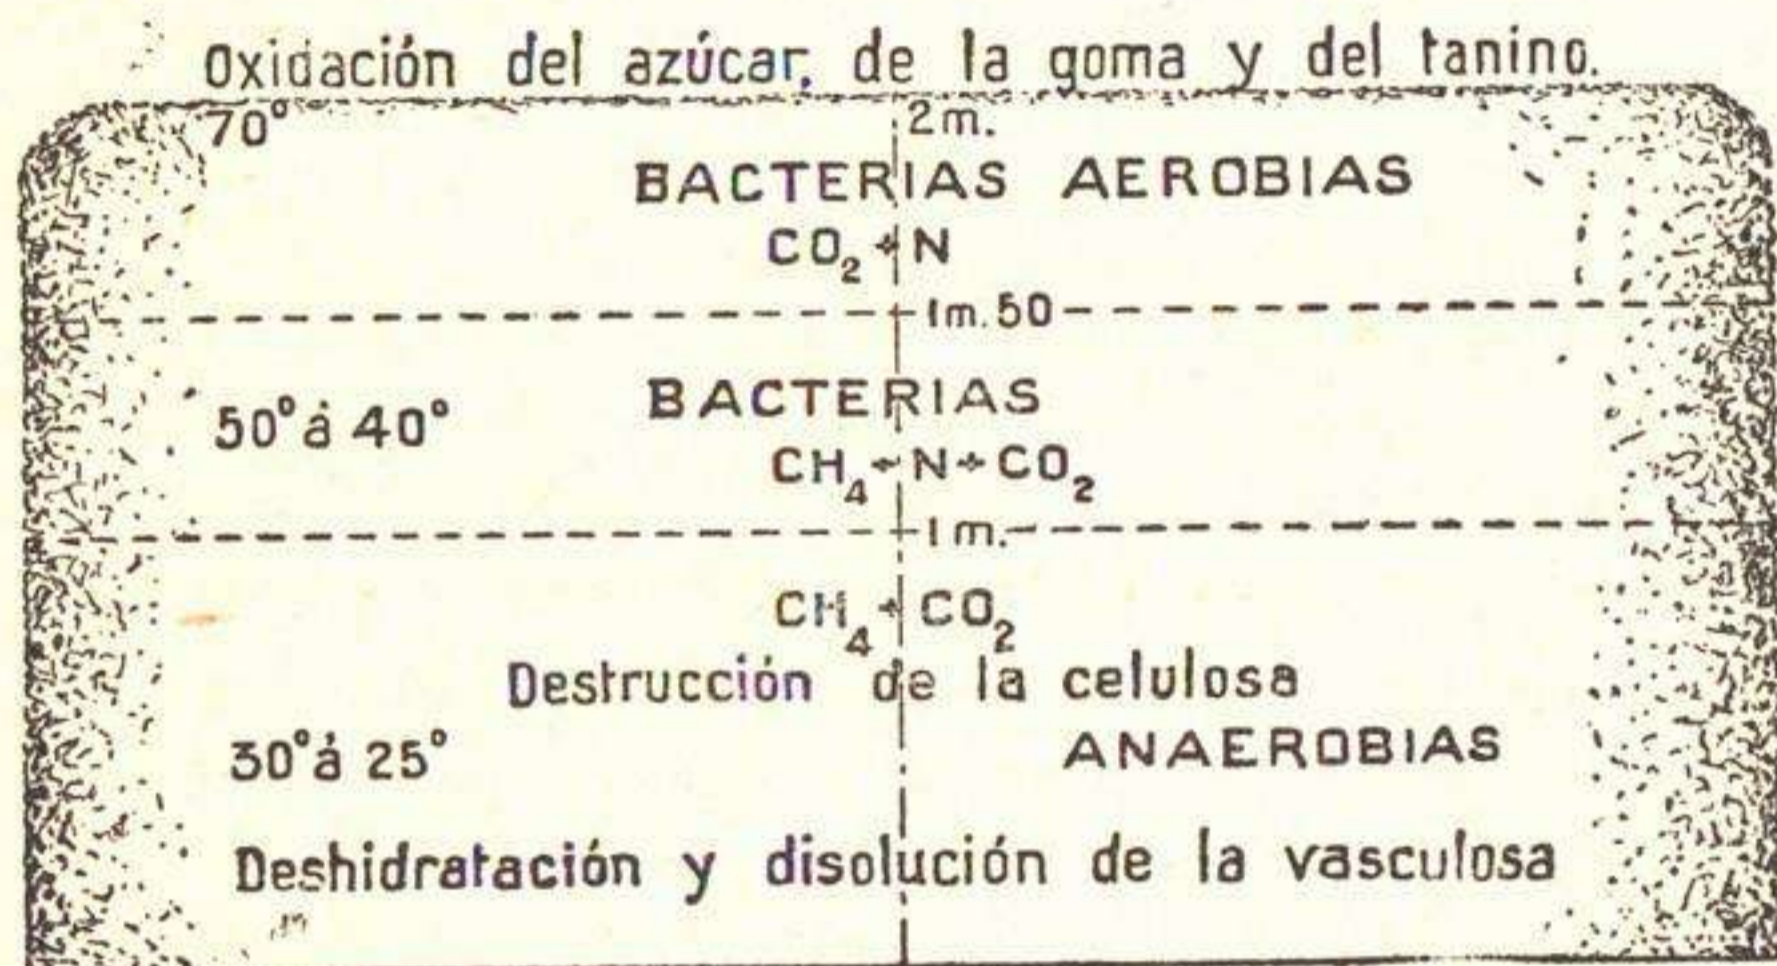 Oxidación del azúcar, de la goma y del tanino.
70° 2m.
BACTERIAS AEROBIAS
CO₂ + N
1m.50
BACTERIAS
50° á 40°
CH₄ + N + CO₂
1m.
CH₄ + CO₂
Destrucción de la celulosa
ANAEROBIAS
30° á 25°
Deshidratación y disolución de la vasculosa